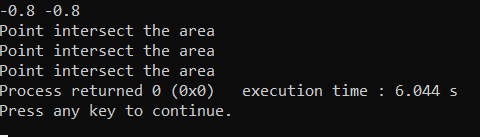 -0.8 -0.8
Point intersect the area
Point intersect the area
Point intersect the area
Process returned 0 (0x0)   execution time : 6.044 s
Press any key to continue.